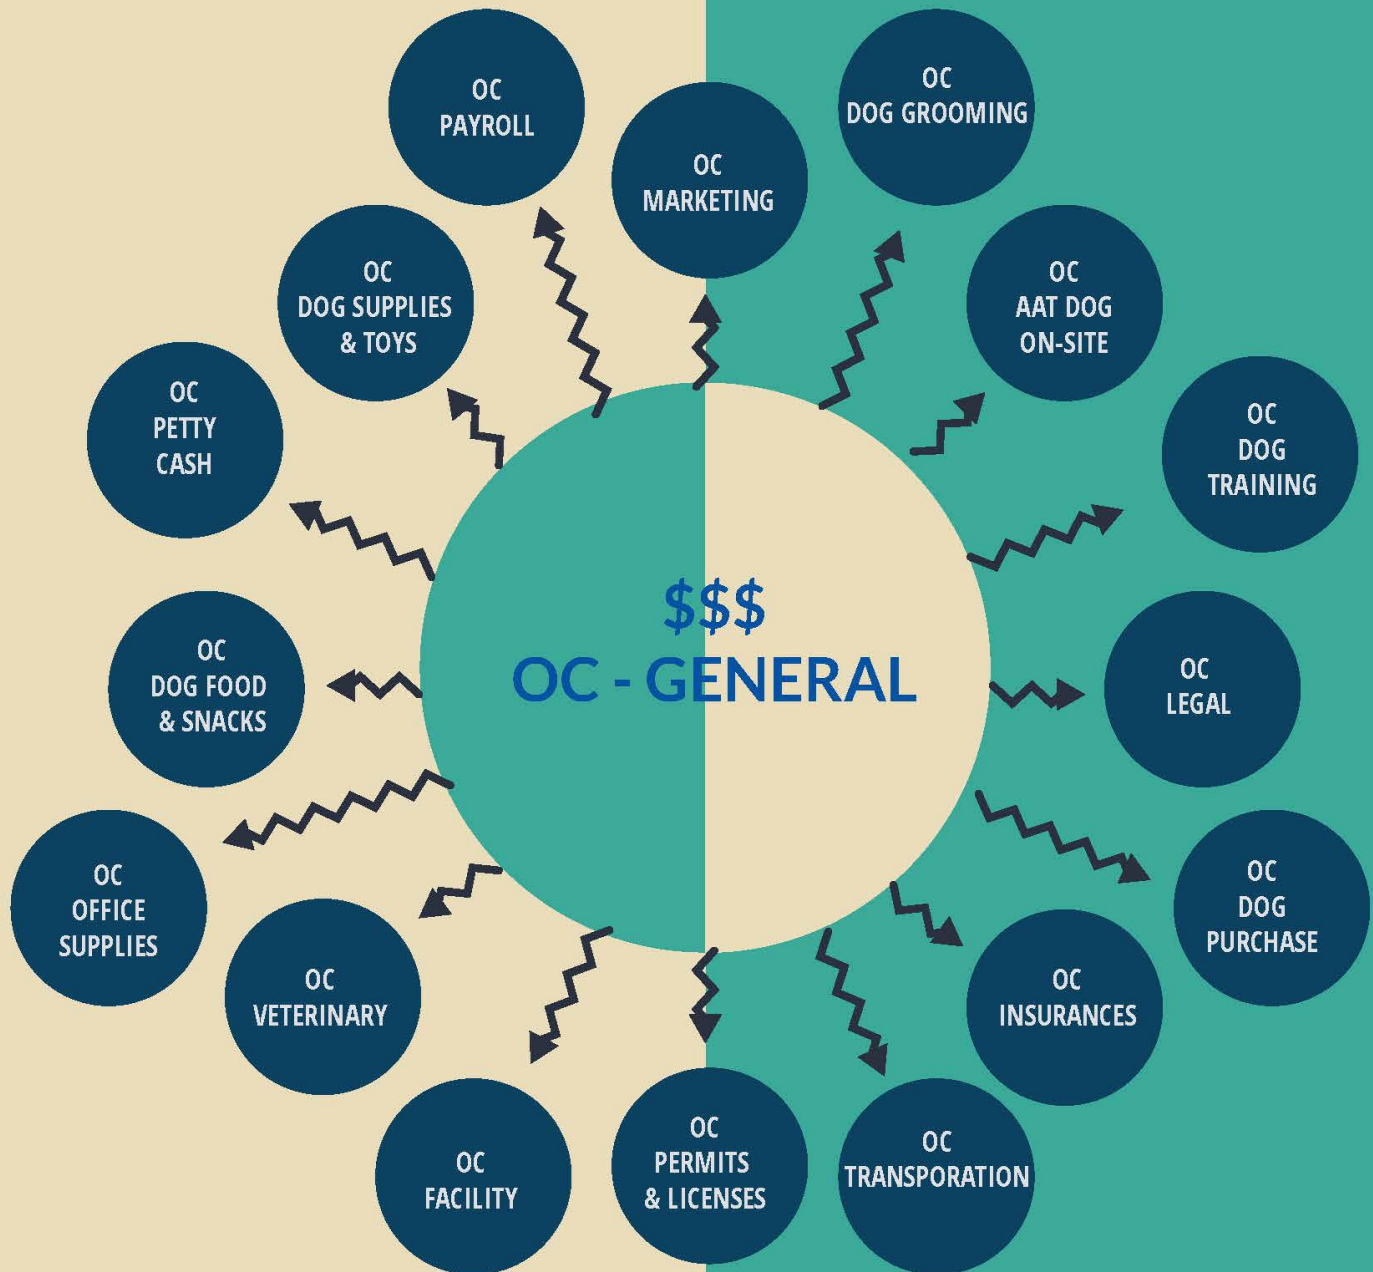 OC
PAYROLL
OC
MARKETING
OC
DOG GROOMING
OC
DOG SUPPLIES
& TOYS
OC
AAT DOG
ON-SITE
OC
PETTY
CASH
OC
DOG
TRAINING
$$$
OC - GENERAL
OC
DOG FOOD
& SNACKS
OC
LEGAL
OC
OFFICE
SUPPLIES
OC
DOG
PURCHASE
OC
VETERINARY
OC
INSURANCES
OC
FACILITY
OC
PERMITS
& LICENSES
OC
TRANSPORATION